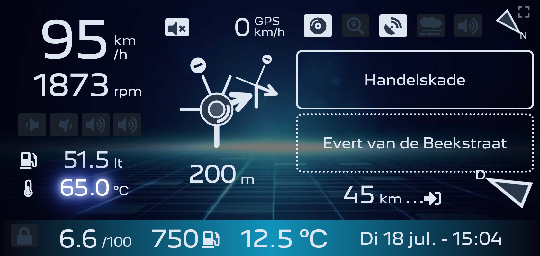 95 km/h
0 GPS km/h
N
1873 rpm
Handelskade
51.5 lt
Evert van de Beekstraat
65.0 °C
200 m
D
45 km ...
6.6 /100
750
12.5 °C
Di 18 jul. - 15:04